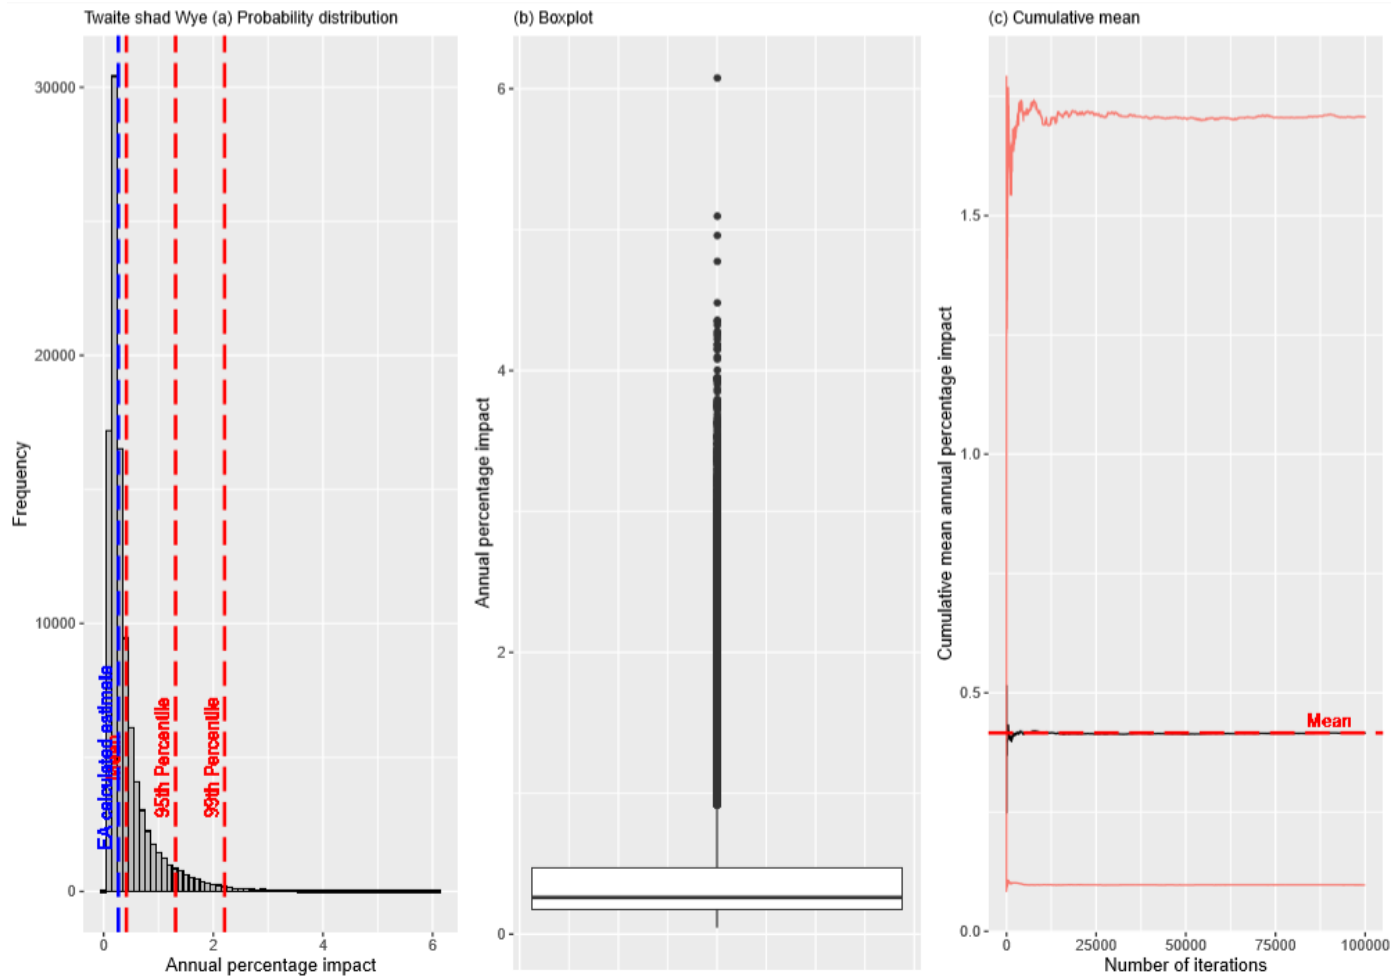 Twaite shad Wye (a) Probability distribution
Frequency
30000
20000
10000
0
EA calculated estimate
Mean
95th Percentile
99th Percentile
0 2 4 6
Annual percentage impact
(b) Boxplot
Annual percentage impact
6
4
2
0
(c) Cumulative mean
Cumulative mean annual percentage impact
1.5
1.0
0.5
0.0
Mean
0 25000 50000 75000 100000
Number of iterations